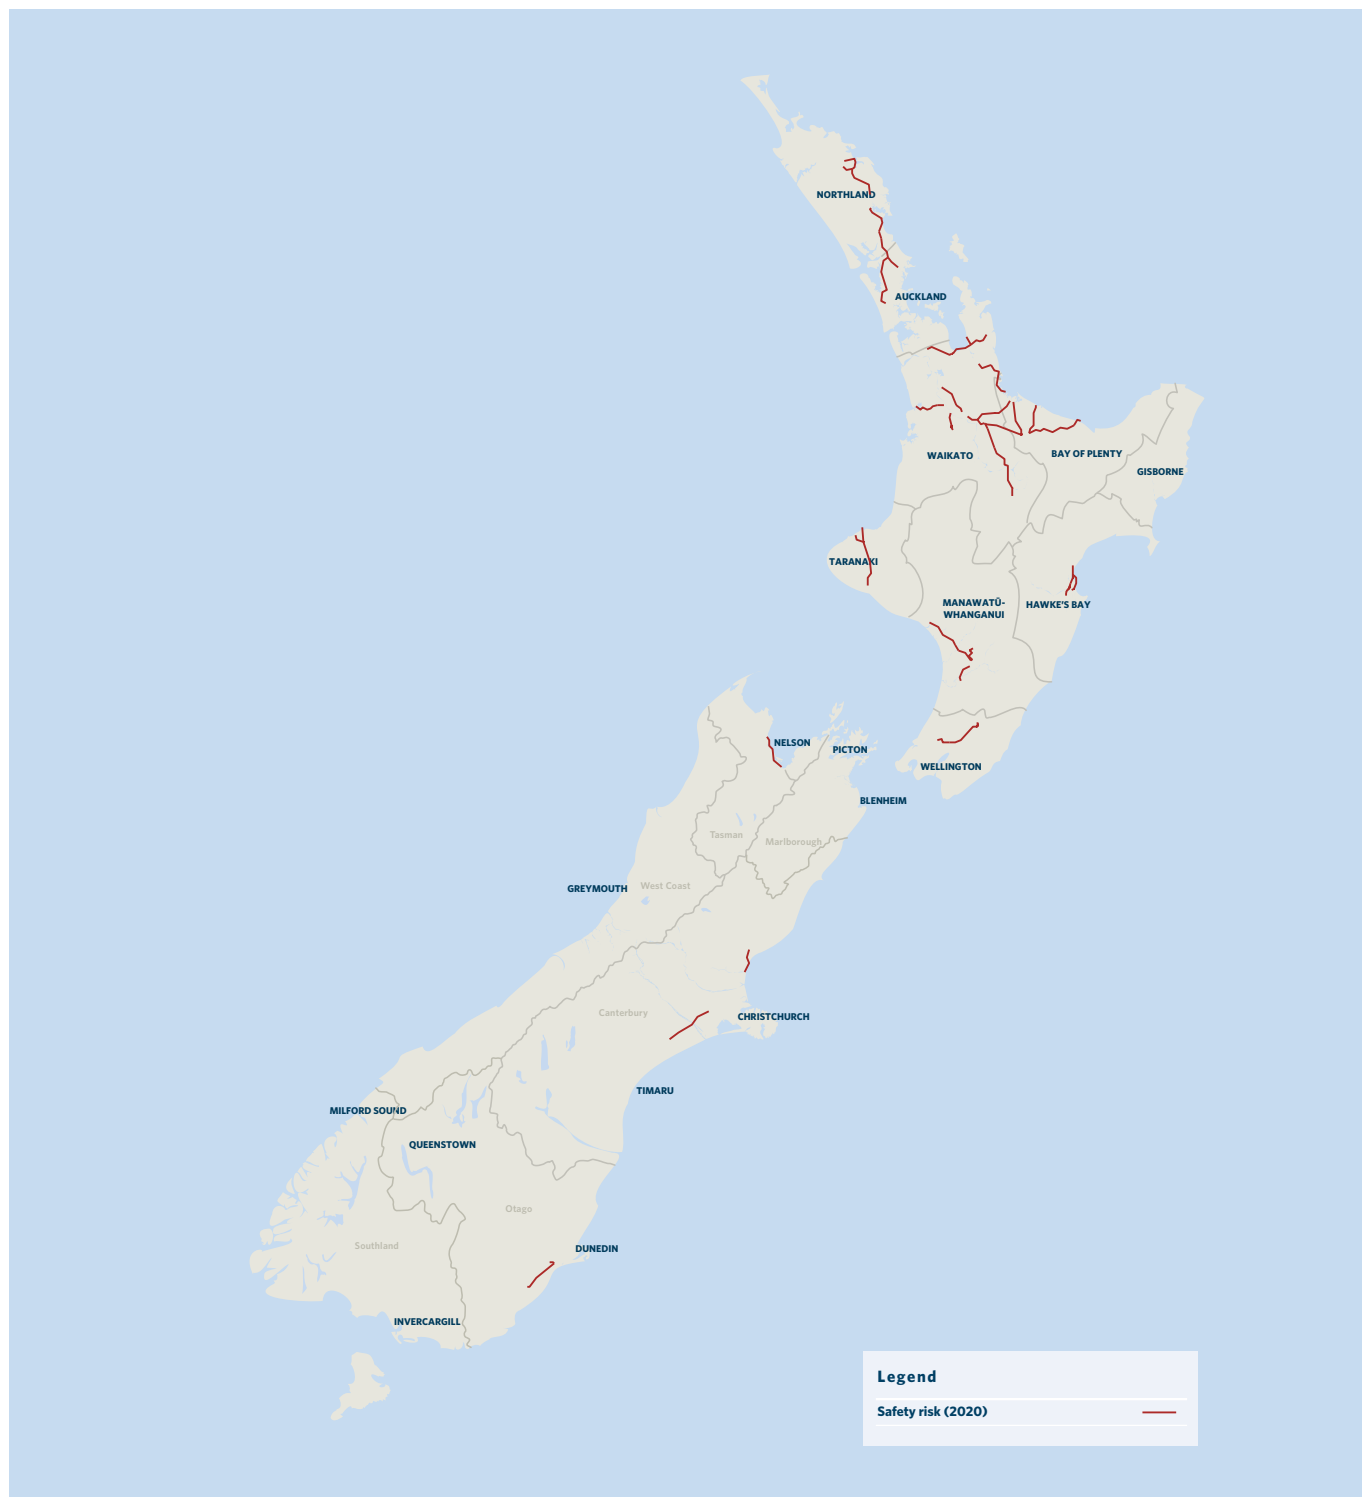 NORTHLAND
AUCKLAND
WAIKATO
BAY OF PLENTY
GISBORNE
TARANAKI
MANAWATŪ-
WHANGANUI
HAWKE'S BAY
NELSON
PICTON
WELLINGTON
BLENHEIM
Tasman
Marlborough
GREYMOUTH
West Coast
Canterbury
CHRISTCHURCH
TIMARU
MILFORD SOUND
QUEENSTOWN
Otago
Southland
DUNEDIN
INVERCARGILL
Legend
Safety risk (2020)